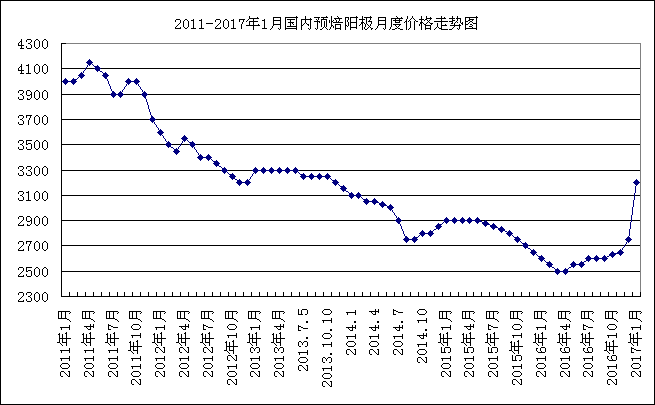 2011-2017年1月国内预焙阳极月度价格走势图
4300
4100
3900
3700
3500
3300
3100
2900
2700
2500
2300
2011年1月
2011年4月
2011年7月
2011年10月
2012年1月
2012年4月
2012年7月
2012年10月
2013年1月
2013年4月
2013.7.5
2013.10.10
2014.1
2014.4
2014.7
2014.10
2015年1月
2015年4月
2015年7月
2015年10月
2016年1月
2016年4月
2016年7月
2016年10月
2017年1月